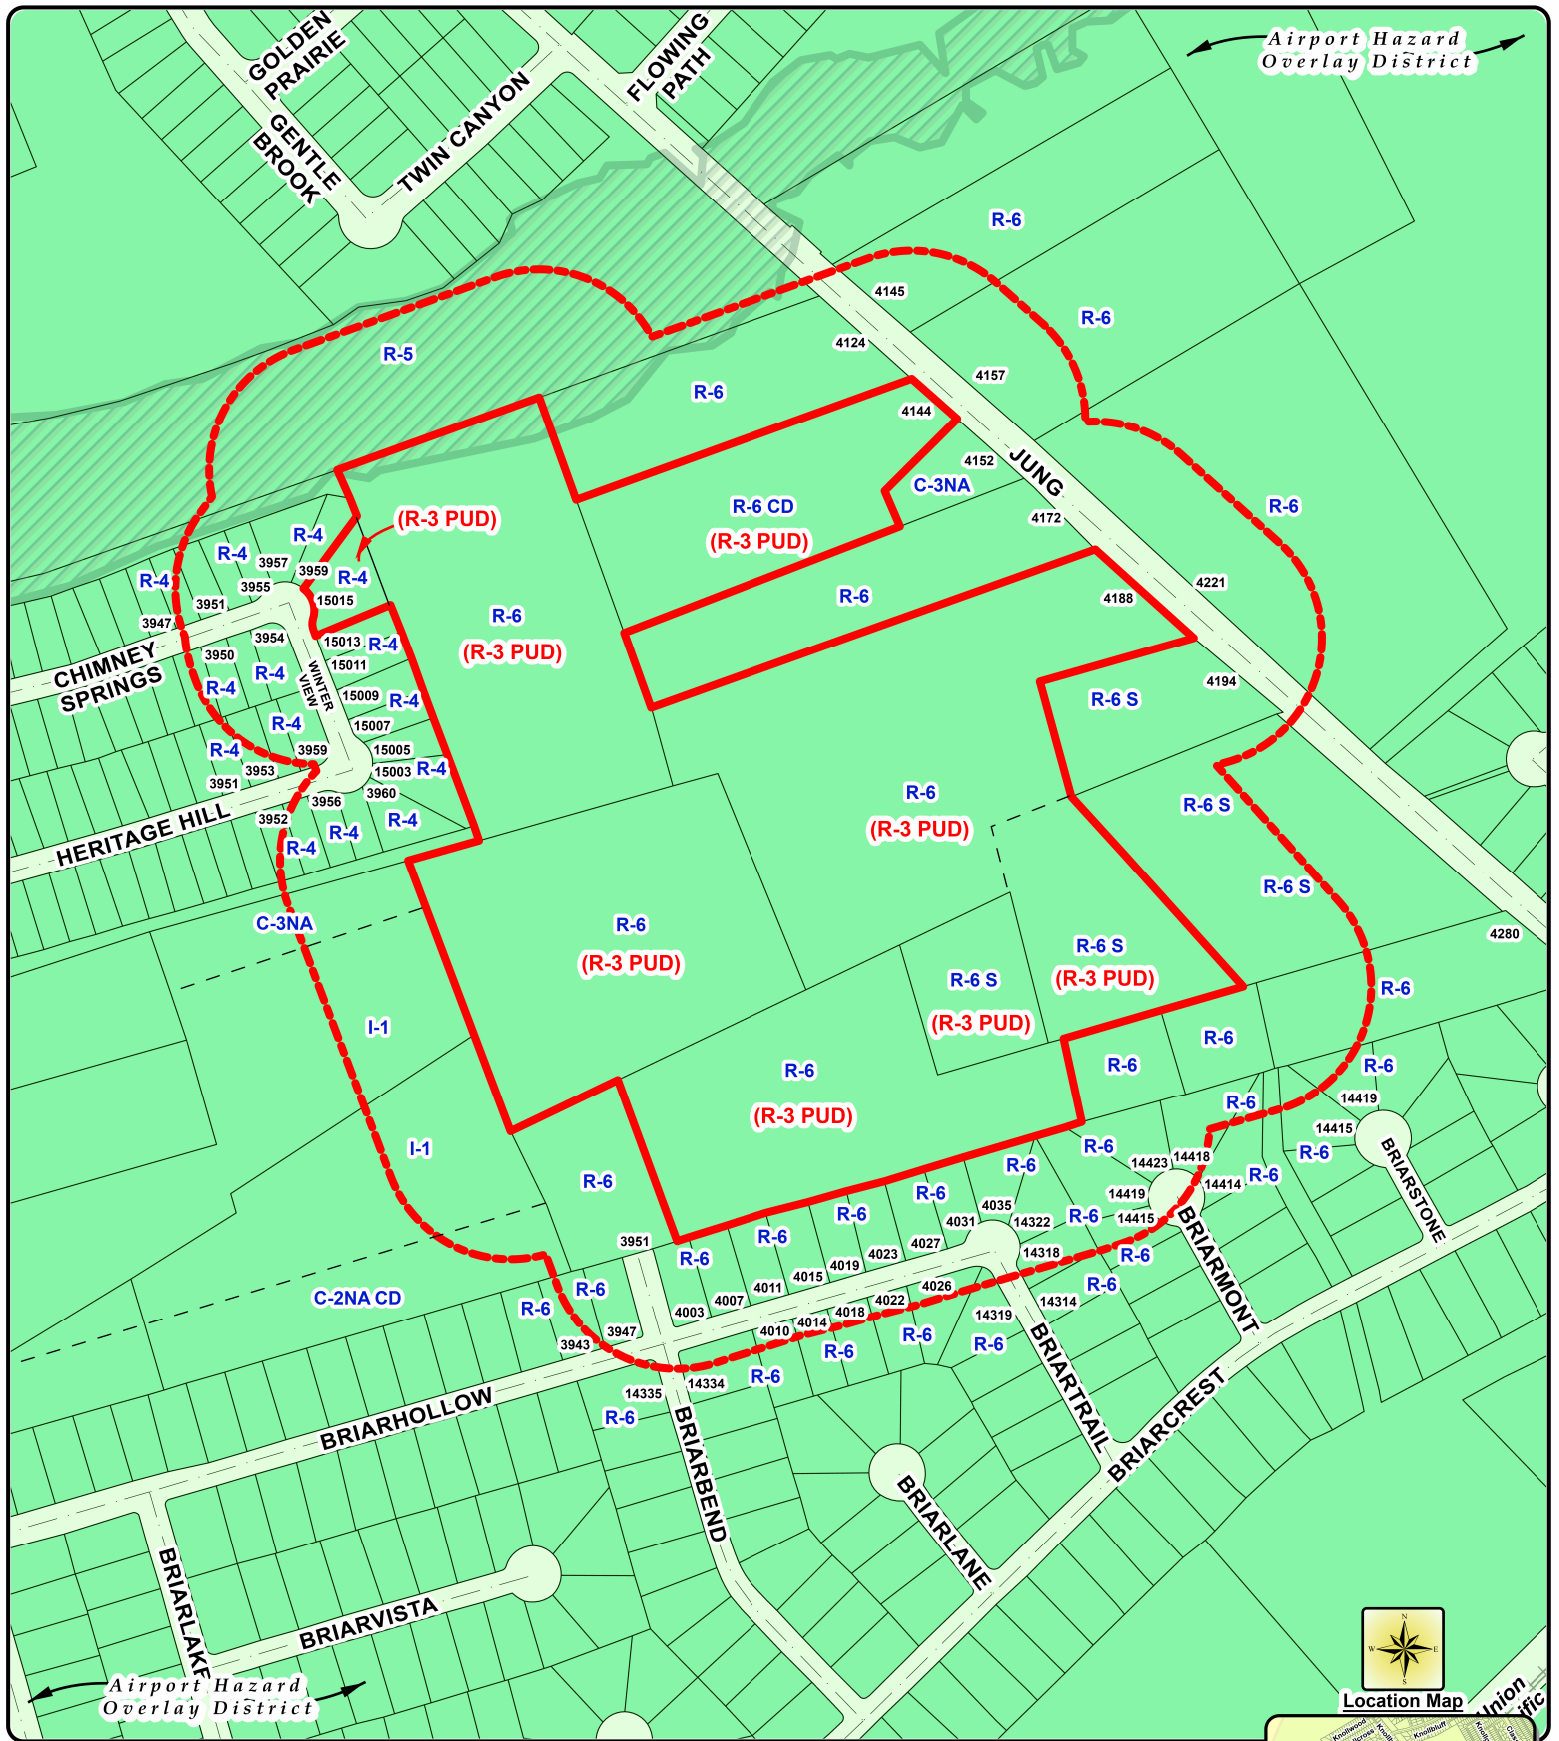 GOLDEN
PRAIRIE
FLOWING
PATH
Airport Hazard
Overlay District
GENTLE
BROOK
TWIN CANYON
R-6
4145
R-6
R-5
4124
4157
R-6
4144
JUNG
4152
C-3NA
R-6 CD
(R-3 PUD)
R-6
(R-3 PUD)
4172
R-4
R-4
3957
3959
R-4
R-4
3955
15015
3951
3947
3954
15013
R-4
R-6
(R-3 PUD)
R-6
4188
4221
3950
15011
R-4
CHIMNEY
SPRINGS
WINTER
VIEW
R-4
15009
R-4
4194
R-6 S
R-4
15007
R-4
3959
15005
3953
15003
R-4
3951
3960
3956
3952
R-4
R-4
R-4
HERITAGE HILL
R-6
(R-3 PUD)
R-6 S
R-6 S
C-3NA
R-6
(R-3 PUD)
4280
R-6 S
(R-3 PUD)
R-6 S
(R-3 PUD)
R-6
I-1
R-6
R-6
R-6
R-6
(R-3 PUD)
14419
R-6
14415
R-6
BRIARSTONE
I-1
R-6
R-6
R-6
14423
14418
R-6
14419
14414
14415
R-6
R-6
R-6
4035
4031
14322
R-6
BRIARMONT
R-6
3951
R-6
4027
4023
4019
4015
4011
4007
4003
14318
R-6
R-6
C-2NA CD
R-6
R-6
4026
4022
4018
4014
4010
14314
14319
3947
3943
R-6
R-6
R-6
R-6
BRIARTRAIL
14334
14335
R-6
BRIARHOLLOW
BRIARBEND
BRIARCREST
BRIARLANE
BRIARLAKE
BRIARVISTA
Airport Hazard
Overlay District
N
W
E
S
Location Map
Union
Knollwood
Knollbluff